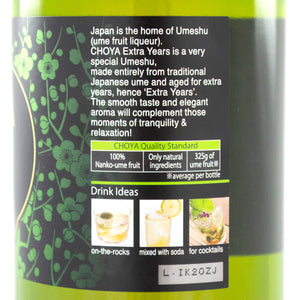 Japan is the home of Umeshu
(ume fruit liqueur).
CHOYA Extra Years is a very
special Umeshu,
made entirely from traditional
Japanese ume and aged for extra
years, hence 'Extra Years'.
The smooth taste and elegant
aroma will complement those
moments of tranquility &
relaxation!
CHOYA Quality Standard
100%
Nanko-ume fruit
Only natural
ingredients
325g of
ume fruit※
※average per bottle
Drink Ideas
on-the-rocks
mixed with soda
for cocktails
L.IK20ZJ